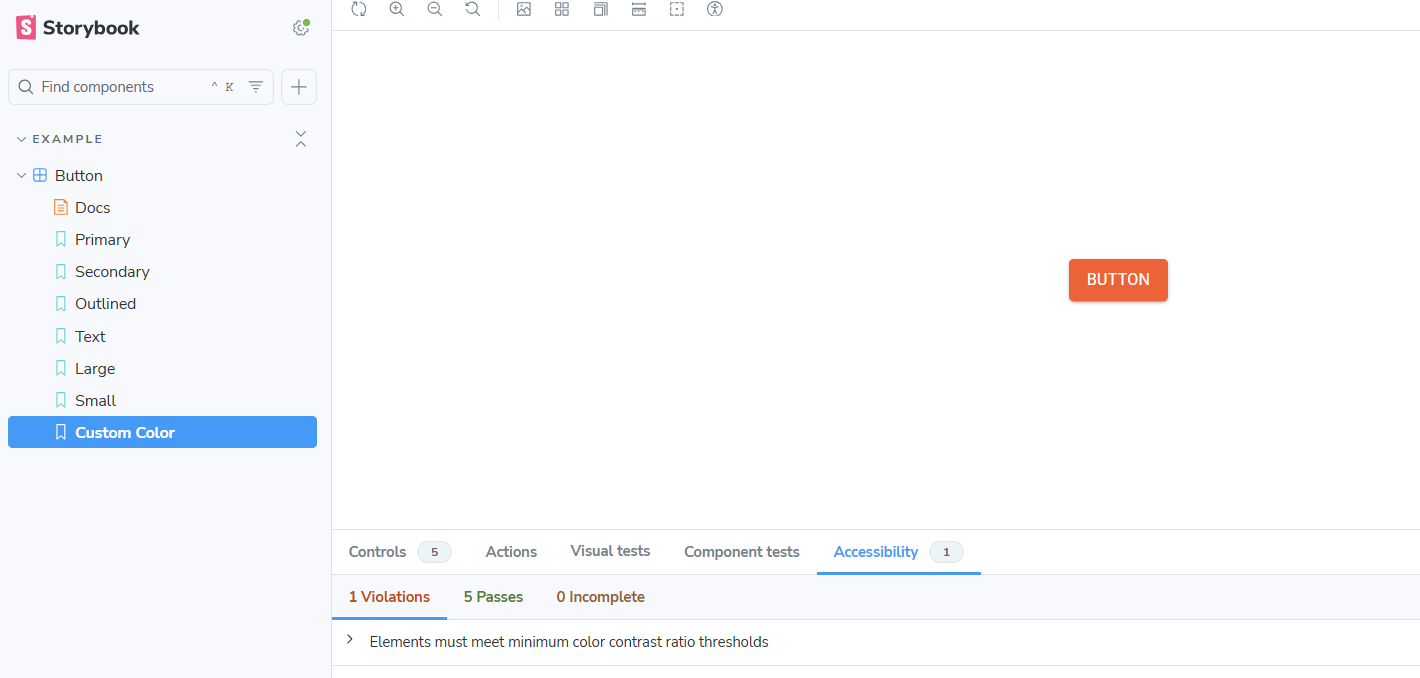 Storybook
Find components ^ K
EXAMPLE
Button
Docs
Primary
Secondary
Outlined
Text
Large
Small
Custom Color
BUTTON
Controls 5 Actions Visual tests Component tests Accessibility 1
1 Violations 5 Passes 0 Incomplete
Elements must meet minimum color contrast ratio thresholds